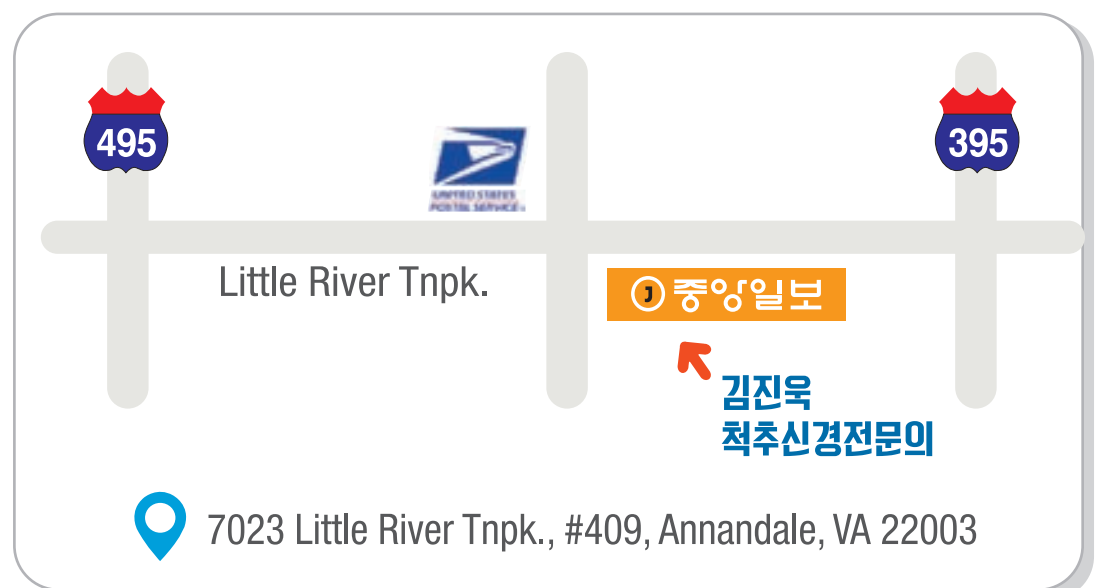 495
395
UNITED STATES
POSTAL SERVICE
Little River Tnpk.
J 중앙일보
김진욱
척추신경전문의
7023 Little River Tnpk., #409, Annandale, VA 22003